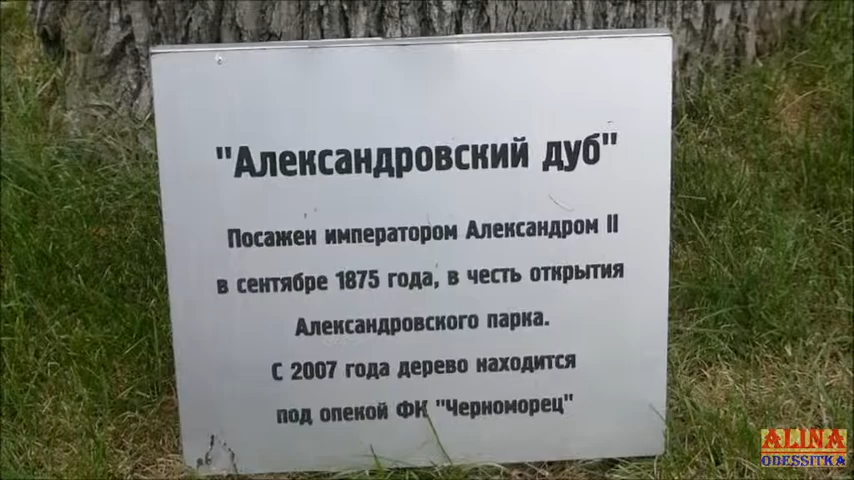 "Александровский дуб"
Посажен императором Александром II
в сентябре 1875 года, в честь открытия
Александровского парка.
С 2007 года дерево находится
под опекой ФК "Черноморец"
ALINA
ODESSITKA